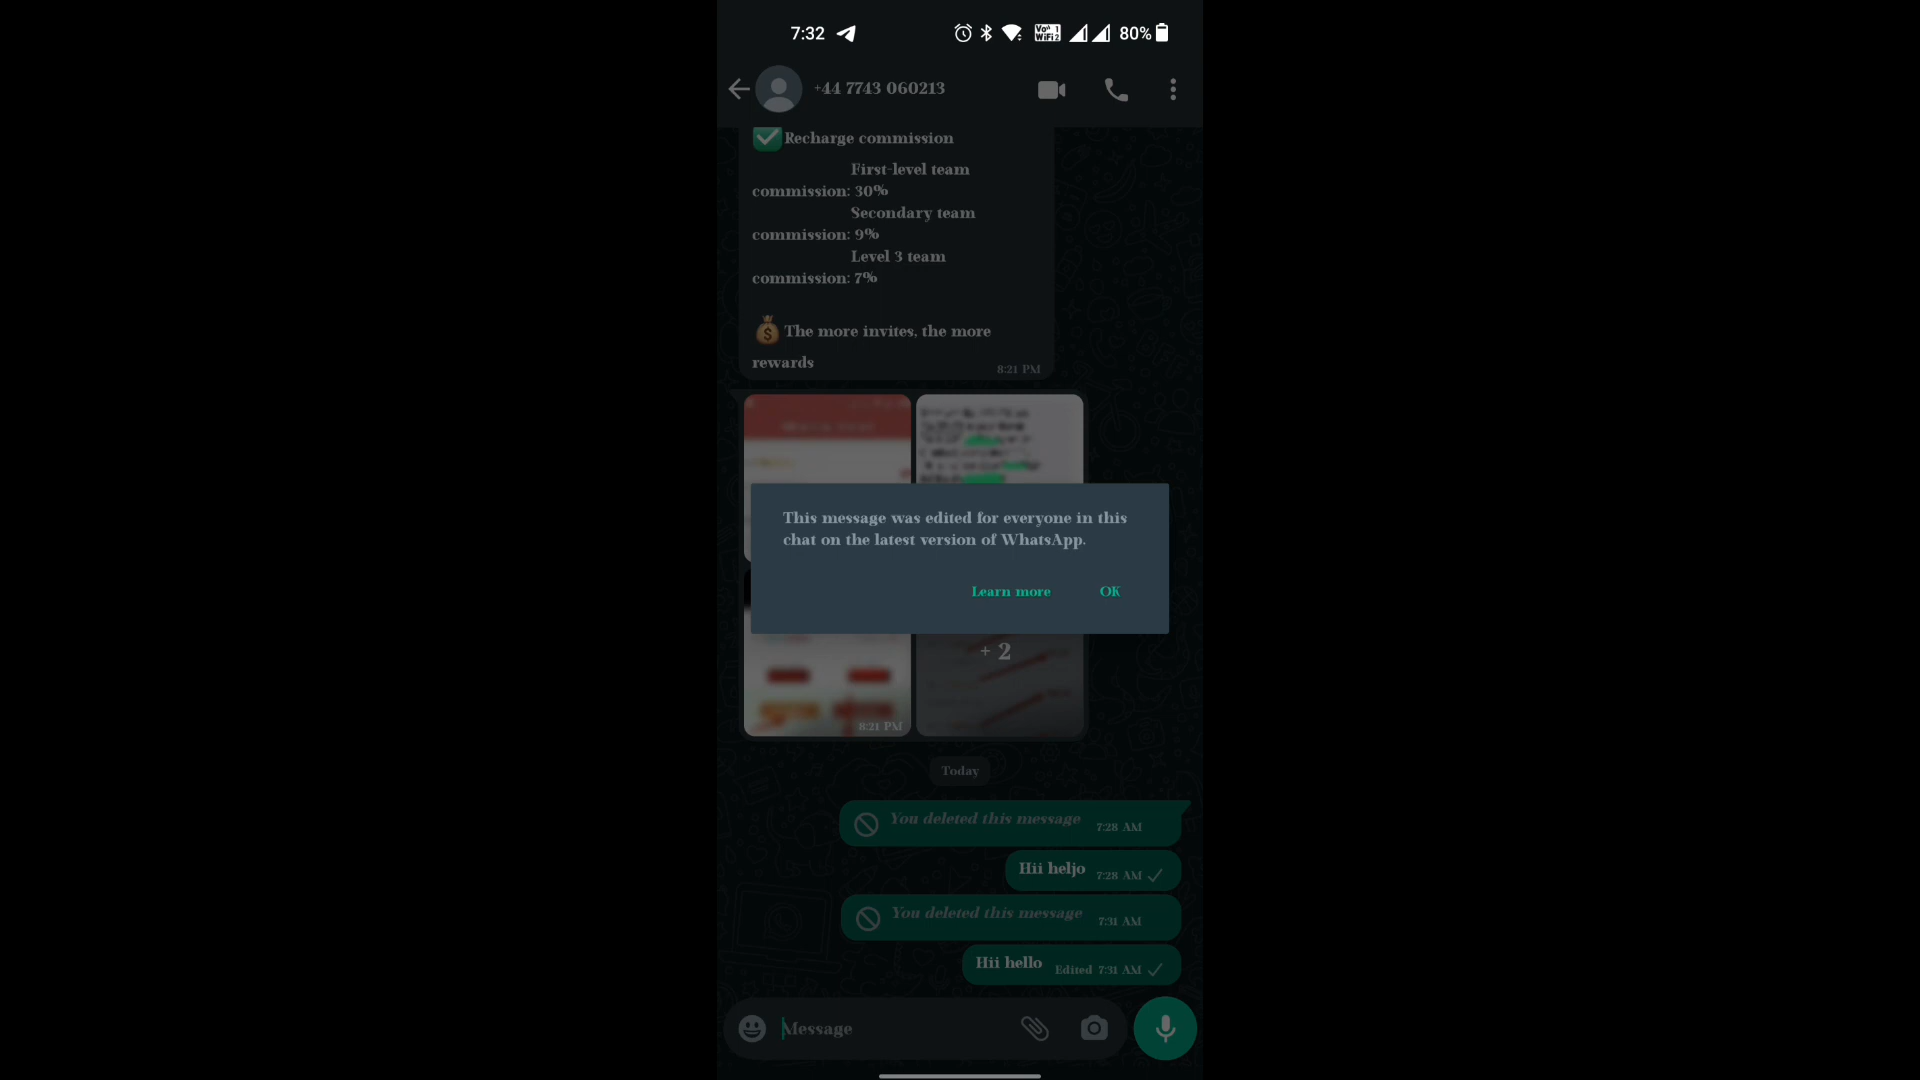 7:32
Vo 1
WiFi 2
80%
+44 7743 060213
Recharge commission
First-level team
commission: 30%
Secondary team
commission: 9%
Level 3 team
commission: 7%
The more invites, the more
rewards
8:21 PM
This message was edited for everyone in this
chat on the latest version of WhatsApp.
Learn more OK
+ 2
8:21 PM
Today
You deleted this message 7:28 AM
Hii heljo 7:28 AM
You deleted this message 7:31 AM
Hii hello Edited 7:31 AM
Message